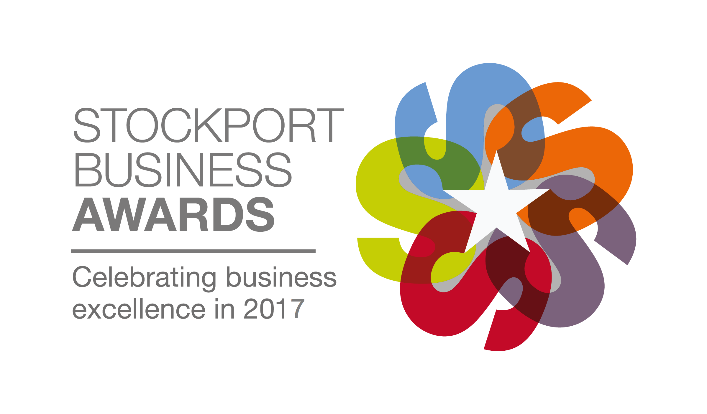 STOCKPORT
BUSINESS
AWARDS
Celebrating business
excellence in 2017